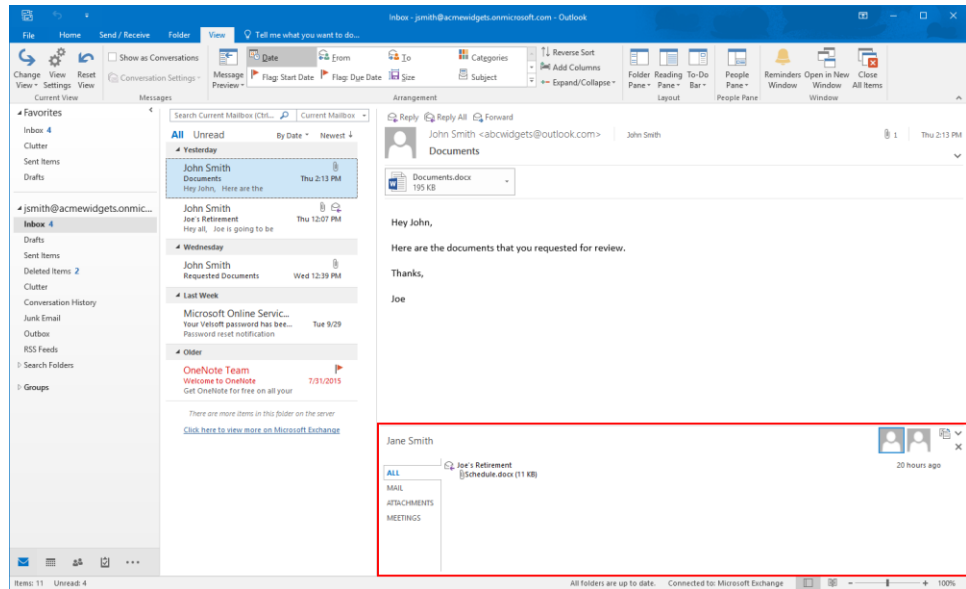 Inbox - jsmith@acmewidgets.onmicrosoft.com - Outlook
File Home Send / Receive Folder View Tell me what you want to do...
Change View
View Settings
Reset View
Current View
Show as Conversations
Conversation Settings
Messages
Message Preview
Date From To Categories
Flag: Start Date Flag: Due Date Size Subject
Arrangement
Reverse Sort
Add Columns
Expand/Collapse
Folder Pane
Reading Pane
To-Do Bar
Layout
People Pane
People Pane
Reminders Window
Open in New Window
Close All Items
Window
Favorites
Inbox 4
Clutter
Sent Items
Drafts
jsmith@acmewidgets.onmic...
Inbox 4
Drafts
Sent Items
Deleted Items 2
Clutter
Conversation History
Junk Email
Outbox
RSS Feeds
Search Folders
Groups
Search Current Mailbox (Ctrl... Current Mailbox
All Unread By Date Newest
Yesterday
John Smith
Documents Thu 2:13 PM
Hey John, Here are the
John Smith
Joe's Retirement Thu 12:07 PM
Hey all, Joe is going to be
Wednesday
John Smith
Requested Documents Wed 12:39 PM
Last Week
Microsoft Online Servic...
Your Velsoft password has bee... Tue 9/29
Password reset notification
Older
OneNote Team
Welcome to OneNote 7/31/2015
Get OneNote for free on all your
There are more items in this folder on the server
Click here to view more on Microsoft Exchange
Reply Reply All Forward
John Smith <abcwidgets@outlook.com> John Smith 1 Thu 2:13 PM
Documents
Documents.docx
195 KB
Hey John,
Here are the documents that you requested for review.
Thanks,
Joe
Jane Smith
ALL
MAIL
ATTACHMENTS
MEETINGS
Joe's Retirement 20 hours ago
Schedule.docx (11 KB)
Items: 11 Unread: 4 All folders are up to date. Connected to: Microsoft Exchange 100%